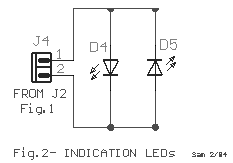 J4
D4
D5
1
2
FROM J2
Fig.1
Fig.2- INDICATION LEDs
Sam 2/04